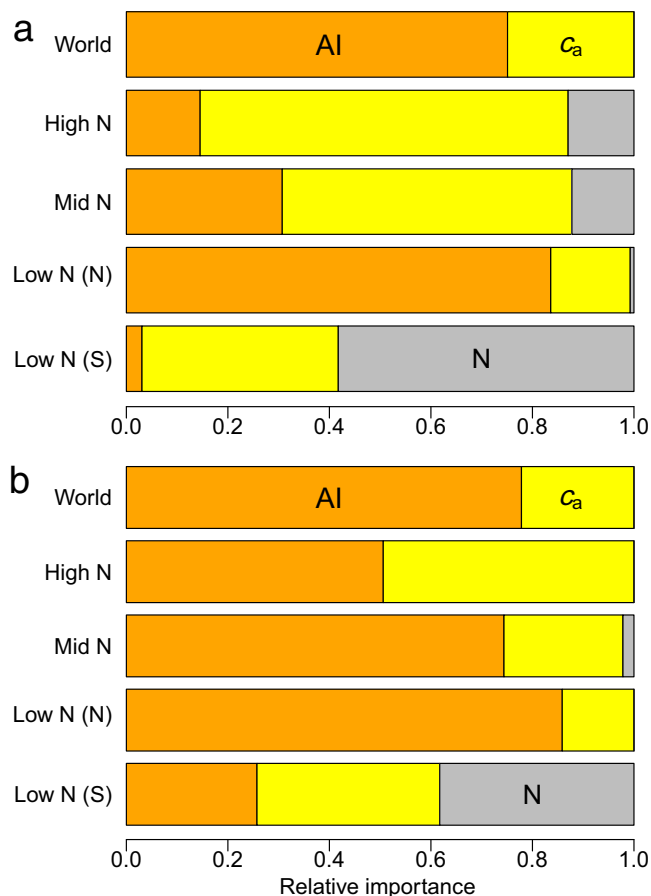 a
World AI ca
High N
Mid N
Low N (N)
Low N (S) N
0.0 0.2 0.4 0.6 0.8 1.0
b
World AI ca
High N
Mid N
Low N (N)
Low N (S) N
0.0 0.2 0.4 0.6 0.8 1.0
Relative importance